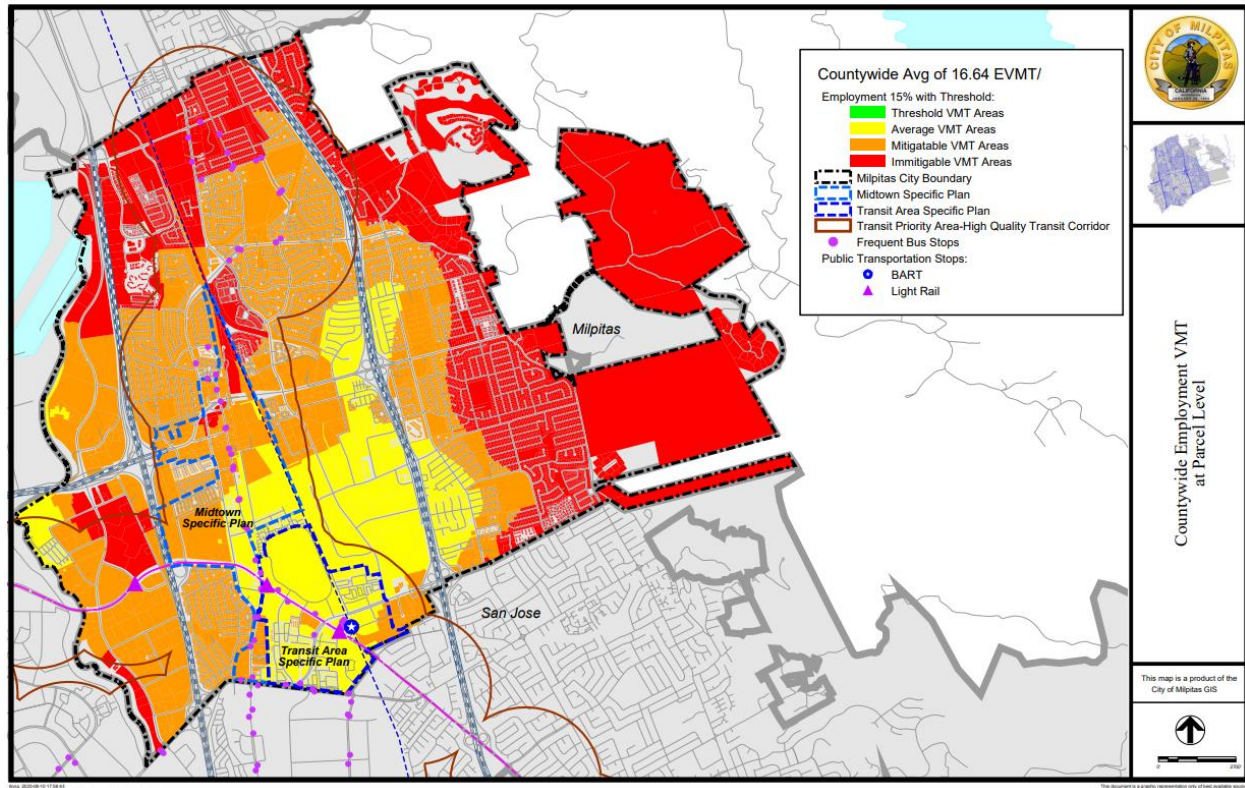 Countywide Avg of 16.64 EVMT/
Employment 15% with Threshold:
Threshold VMT Areas
Average VMT Areas
Mitigatable VMT Areas
Immitigable VMT Areas
Milpitas City Boundary
Midtown Specific Plan
Transit Area Specific Plan
Transit Priority Area-High Quality Transit Corridor
Frequent Bus Stops
Public Transportation Stops:
BART
Light Rail
Milpitas
Midtown
Specific Plan
San Jose
Transit Area
Specific Plan
CITY OF MILPITAS
CALIFORNIA
Countywide Employment VMT
at Parcel Level
This map is a product of the
City of Milpitas GIS
0